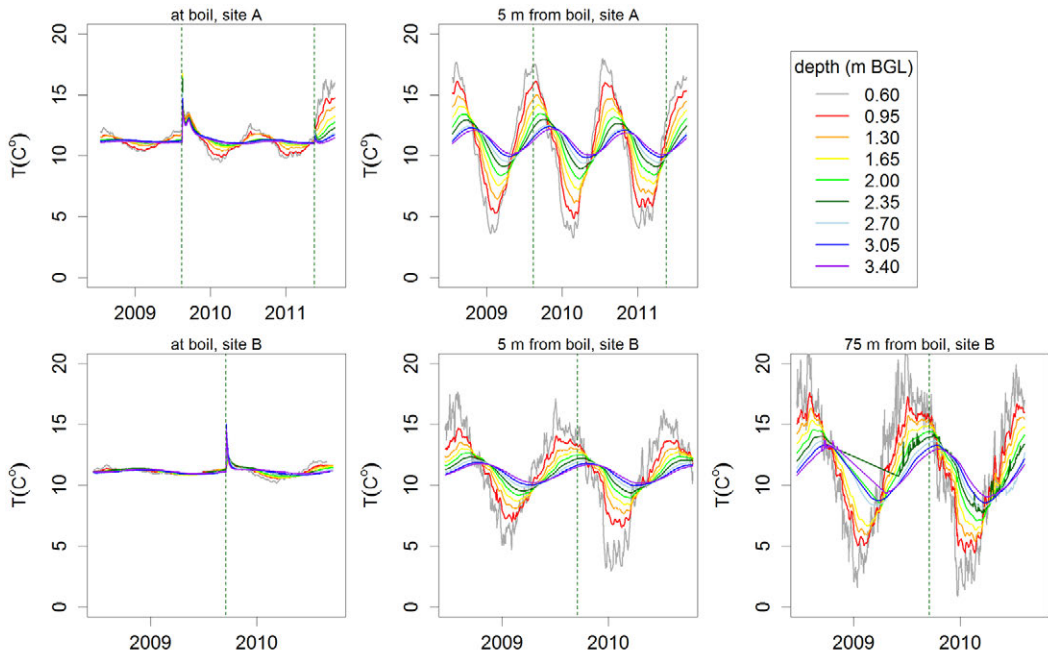 at boil, site A
T(C°)
20
15
10
5
0
2009 2010 2011
5 m from boil, site A
T(C°)
20
15
10
5
0
2009 2010 2011
depth (m BGL)
0.60
0.95
1.30
1.65
2.00
2.35
2.70
3.05
3.40
at boil, site B
T(C°)
20
15
10
5
0
2009 2010
5 m from boil, site B
T(C°)
20
15
10
5
0
2009 2010
75 m from boil, site B
T(C°)
20
15
10
5
0
2009 2010